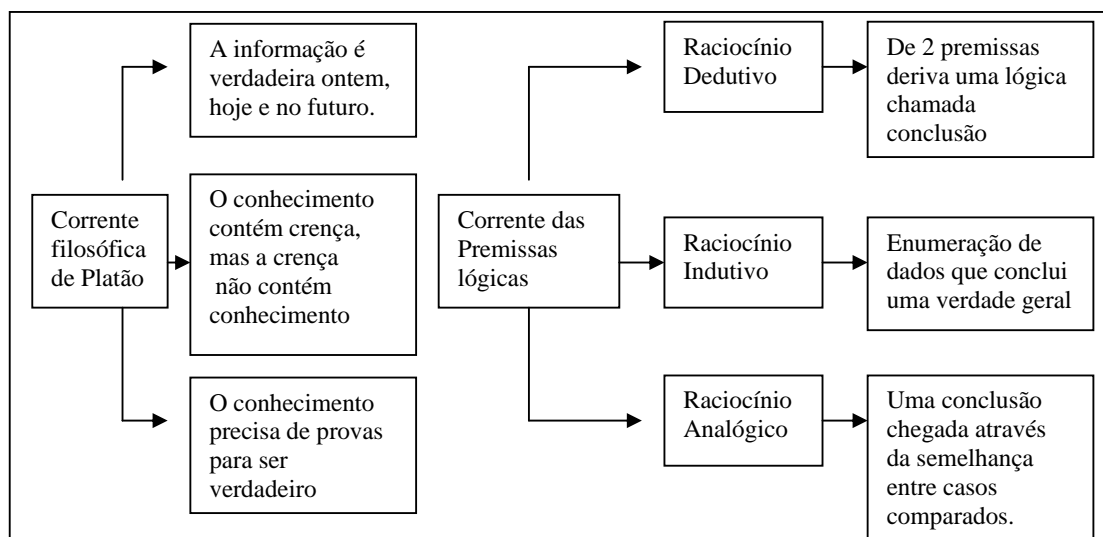 A informação é
verdadeira ontem,
hoje e no futuro.
Corrente
filosófica
de Platão
O conhecimento
contém crença,
mas a crença
não contém
conhecimento
O conhecimento
precisa de provas
para ser
verdadeiro
Corrente das
Premissas
lógicas
Raciocínio
Dedutivo
De 2 premissas
deriva uma lógica
chamada
conclusão
Raciocínio
Indutivo
Enumeração de
dados que conclui
uma verdade geral
Raciocínio
Analógico
Uma conclusão
chegada através
da semelhança
entre casos
comparados.